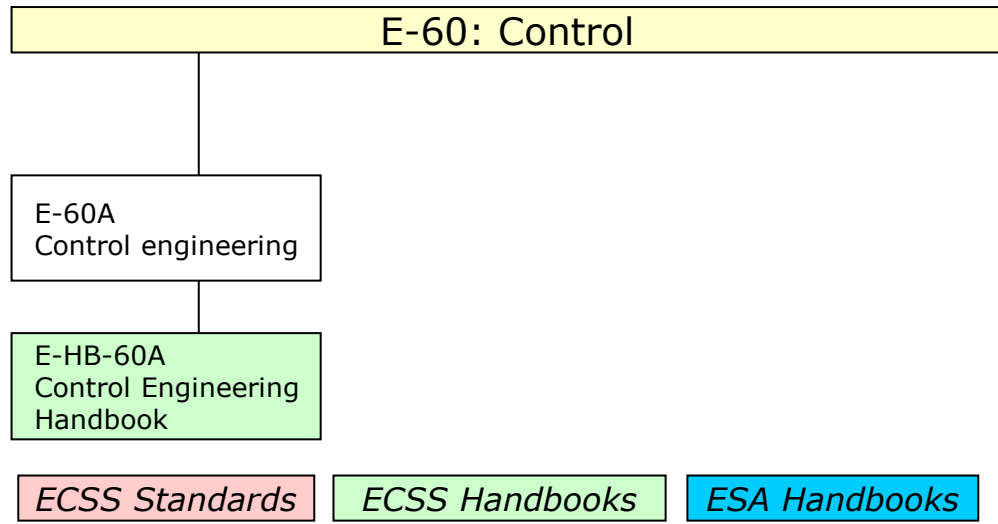 E-60: Control
E-60A
Control engineering
E-HB-60A
Control Engineering
Handbook
ECSS Standards
ECSS Handbooks
ESA Handbooks